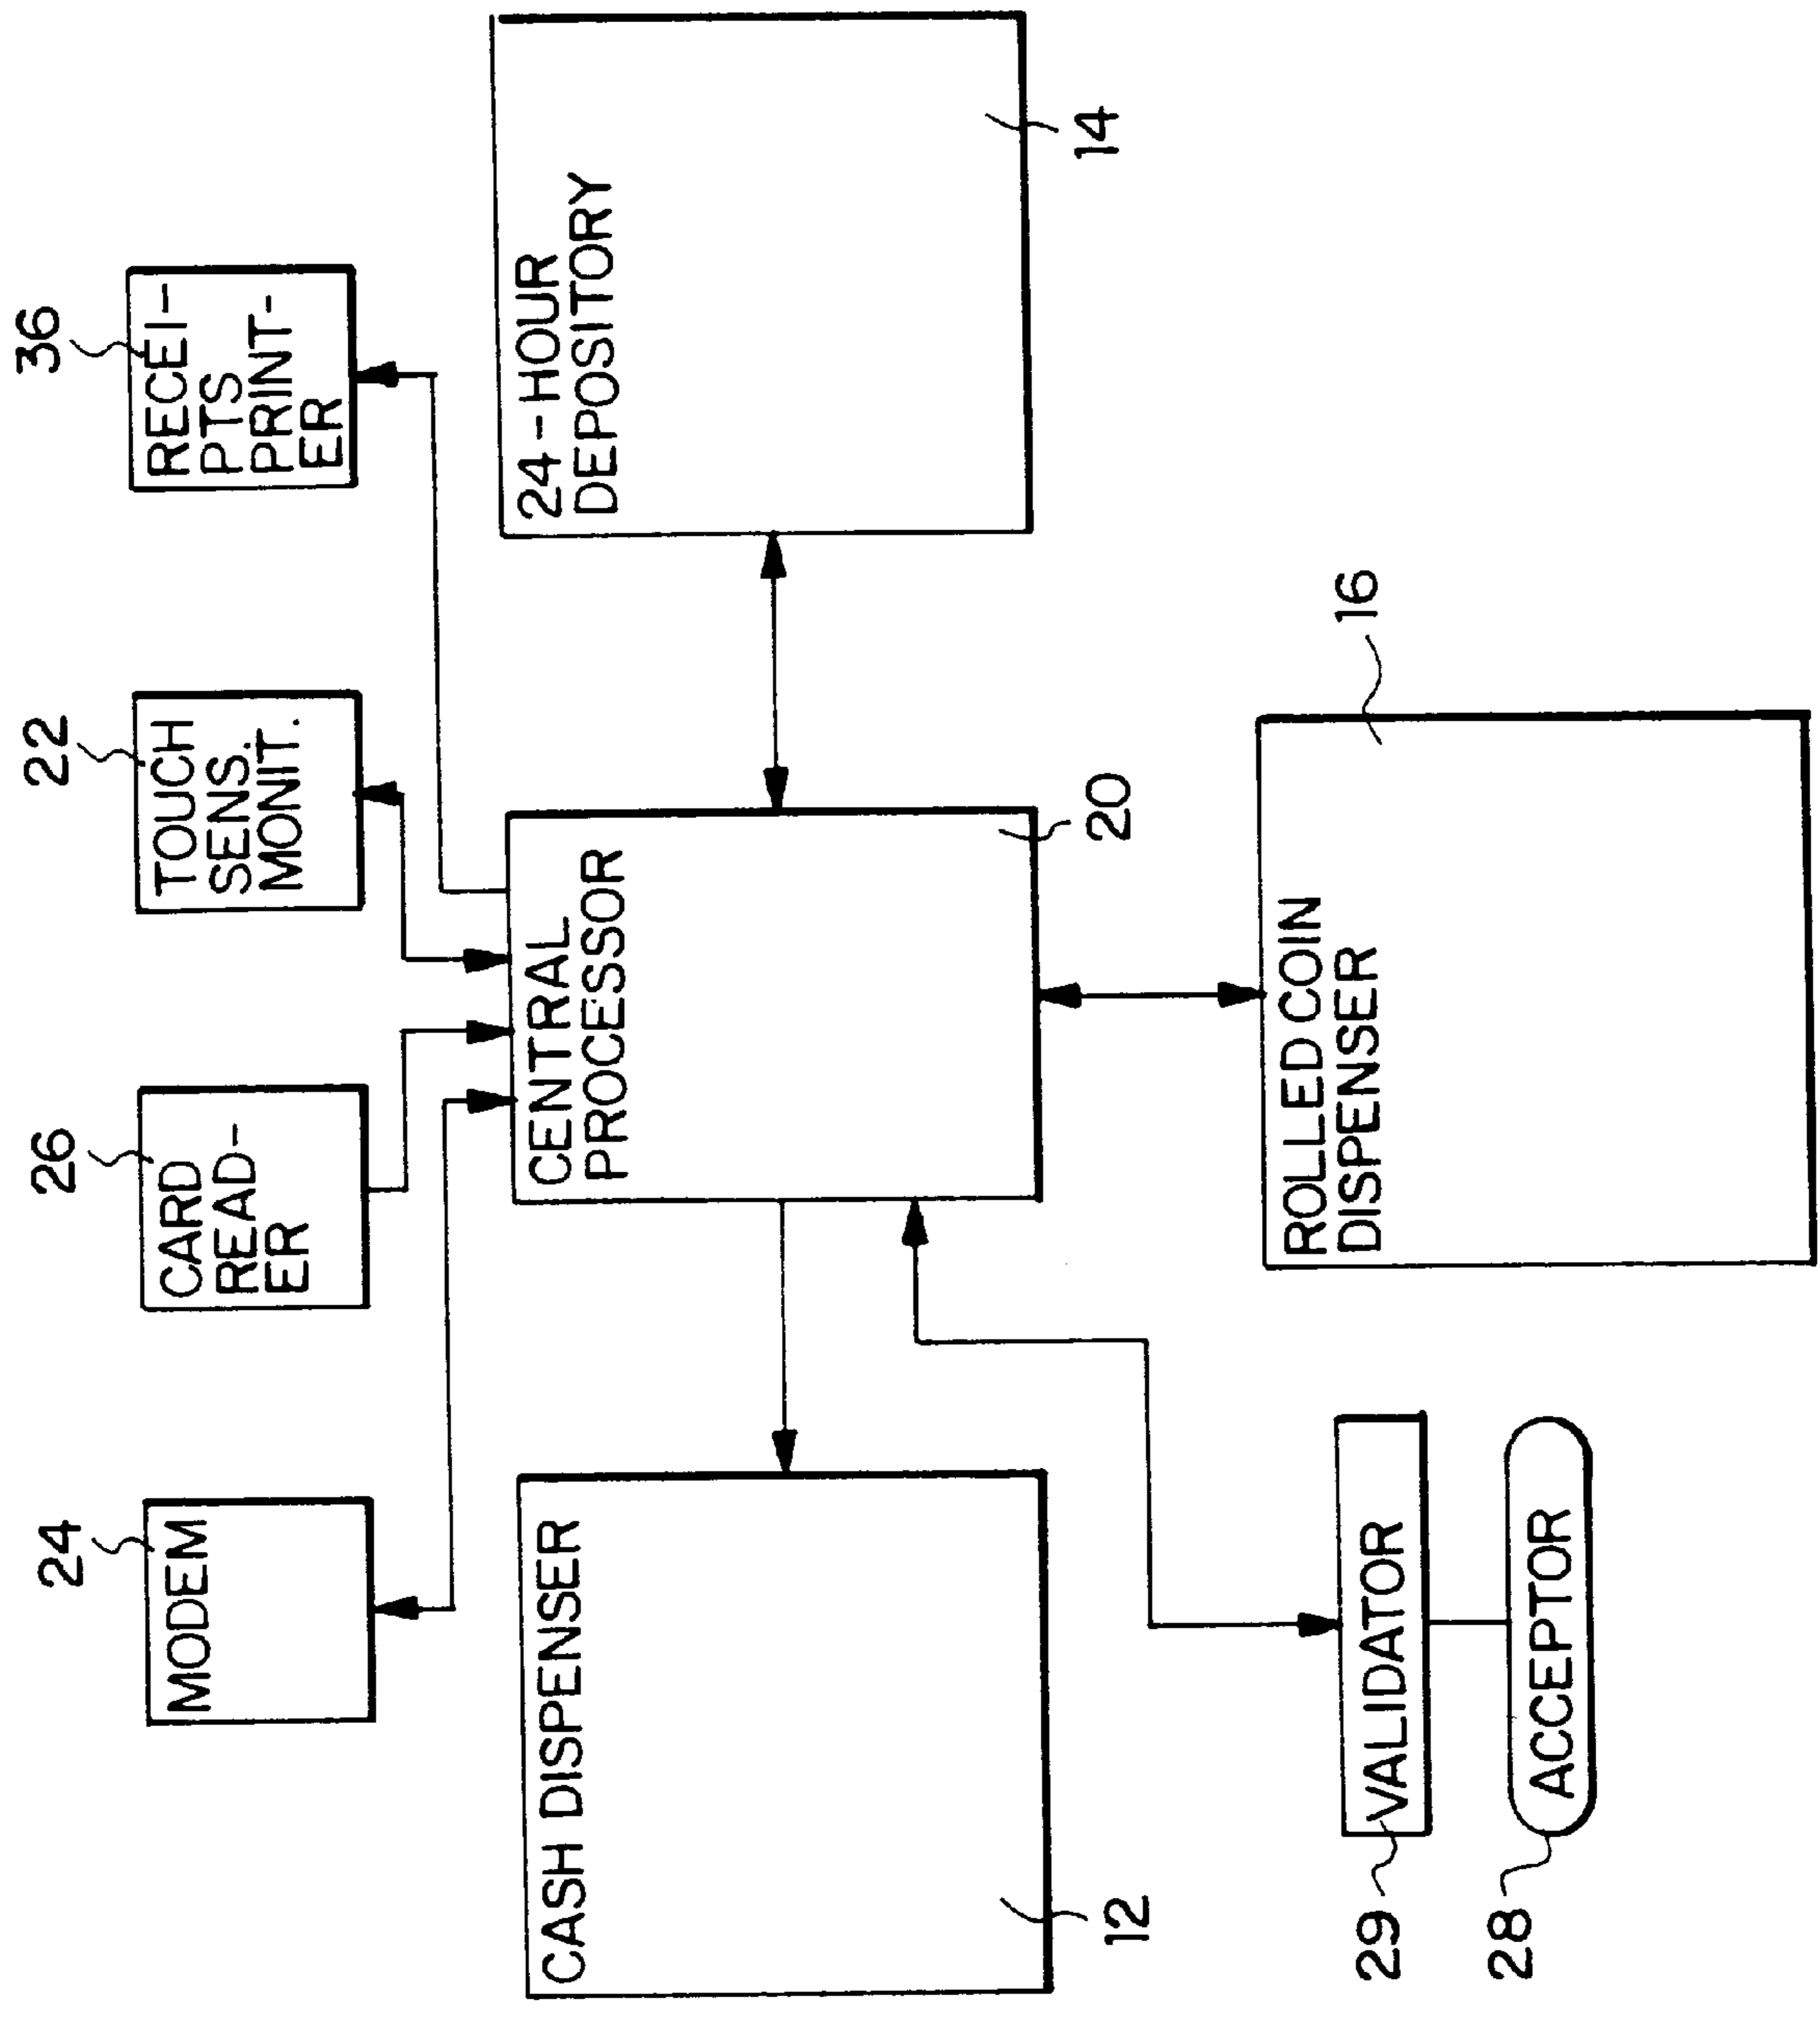 24
26
22
36
MODEM
CARD
READ-
ER
TOUCH
SENS.
MONIT.
RECEI-
PTS
PRINT-
ER
CASH DISPENSER
12
CENTRAL
PROCESSOR
20
24-HOUR
DEPOSITORY
14
29
VALIDATOR
28
ACCEPTOR
ROLLED COIN
DISPENSER
16